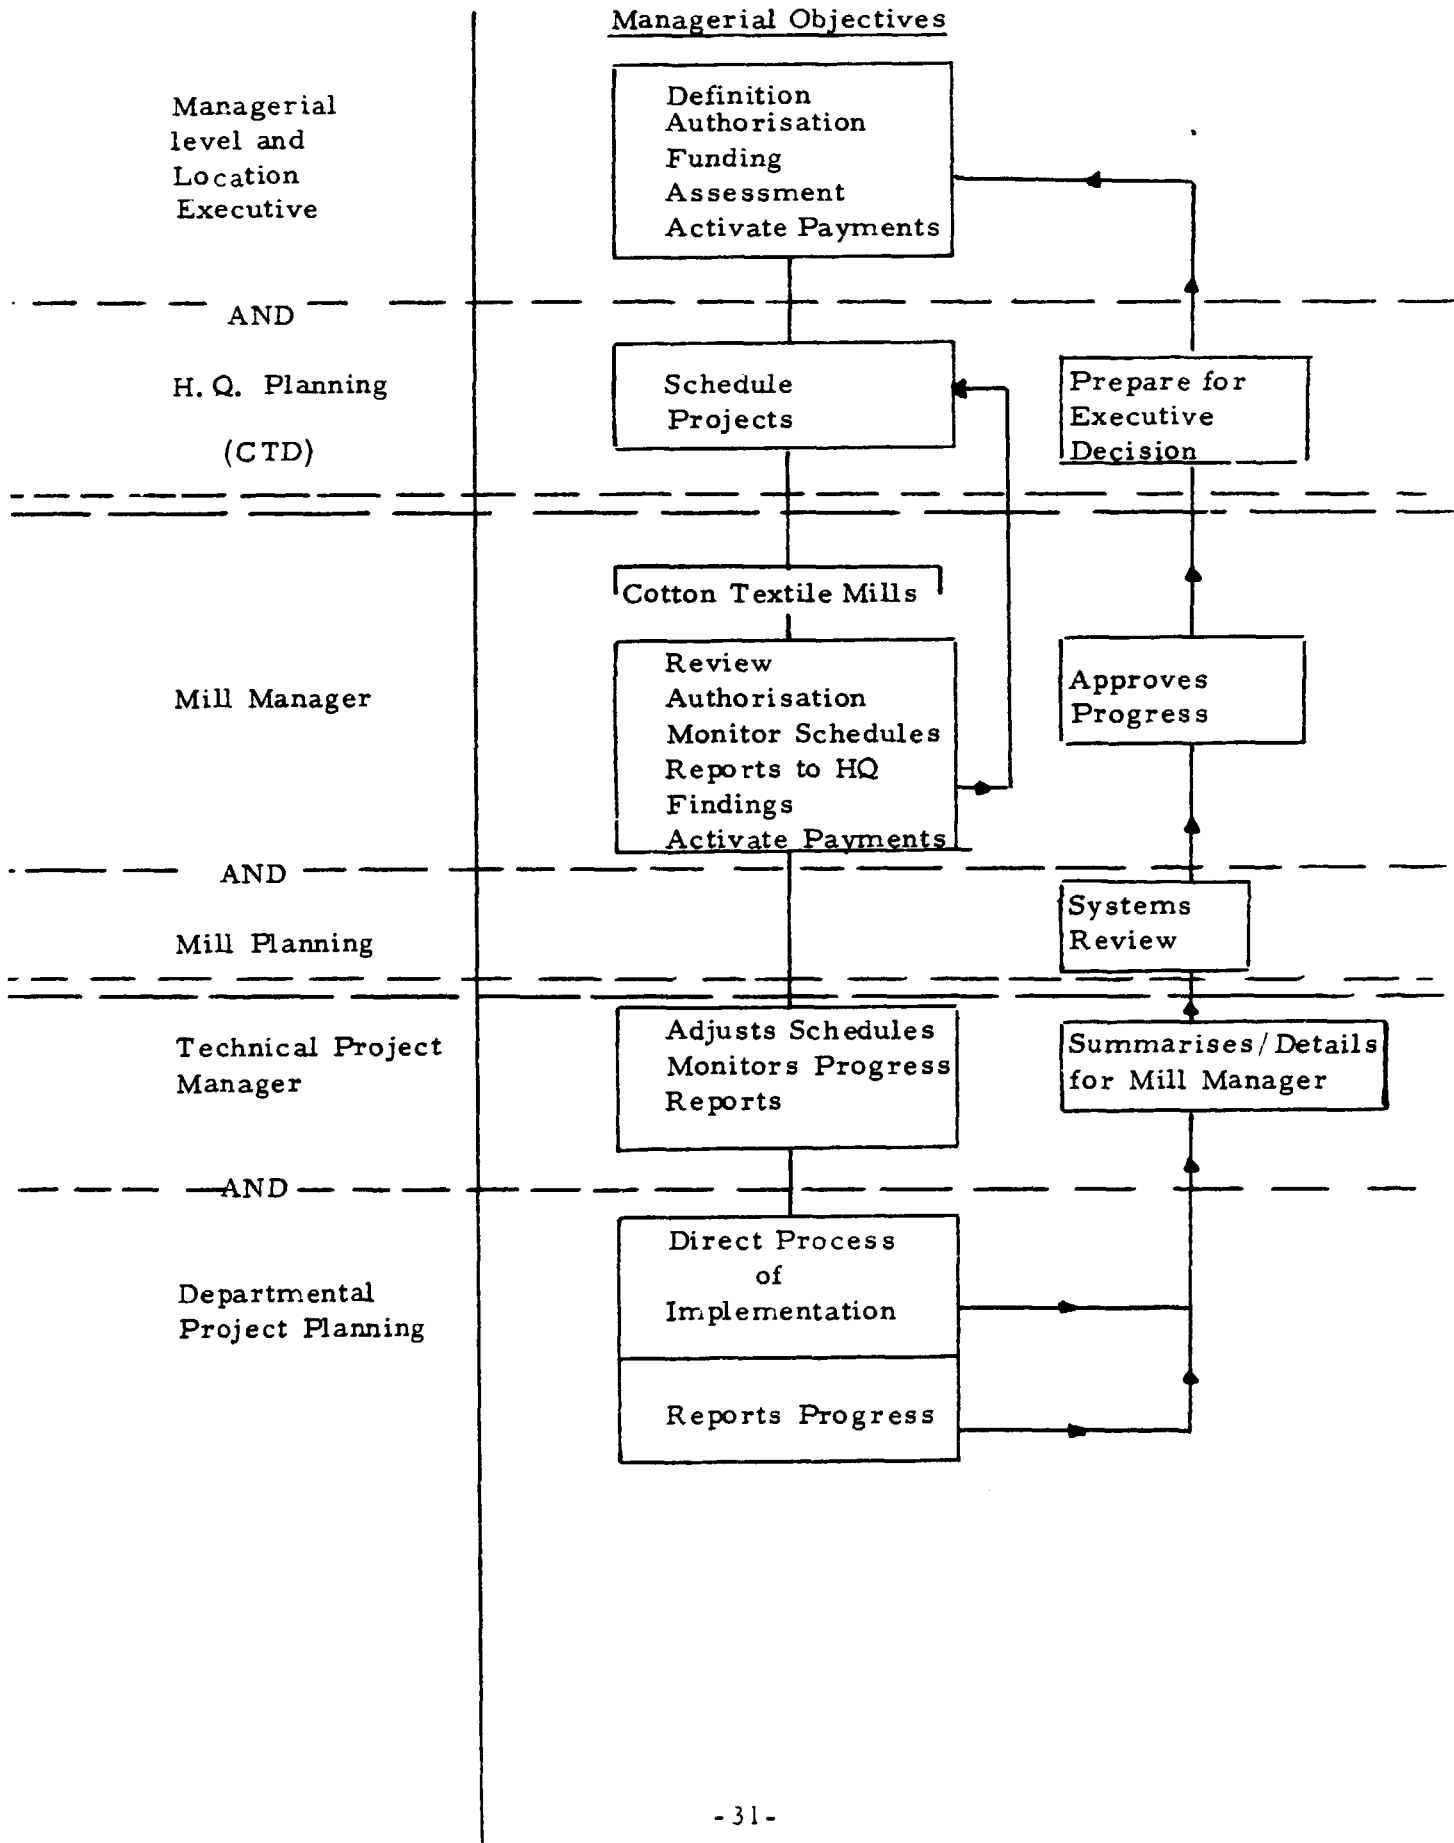 Managerial Objectives
Managerial
level and
Location
Executive
Definition
Authorisation
Funding
Assessment
Activate Payments
AND
H. Q. Planning
(CTD)
Schedule
Projects
Prepare for
Executive
Decision
Cotton Textile Mills
Mill Manager
Review
Authorisation
Monitor Schedules
Reports to HQ
Findings
Activate Payments
Approves
Progress
AND
Mill Planning
Systems
Review
Technical Project
Manager
Adjusts Schedules
Monitors Progress
Reports
Summarises/Details
for Mill Manager
AND
Departmental
Project Planning
Direct Process
of
Implementation
Reports Progress
-31-